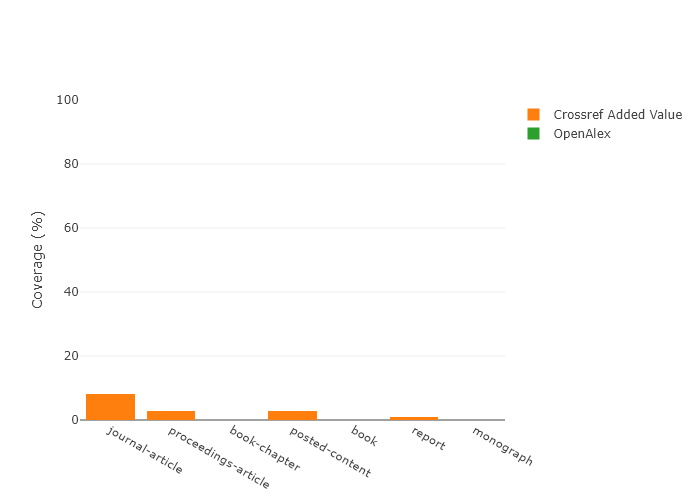 100
80
60
40
20
0
Coverage (%)
journal-article
proceedings-article
book-chapter
posted-content
book
report
monograph
Crossref Added Value
OpenAlex